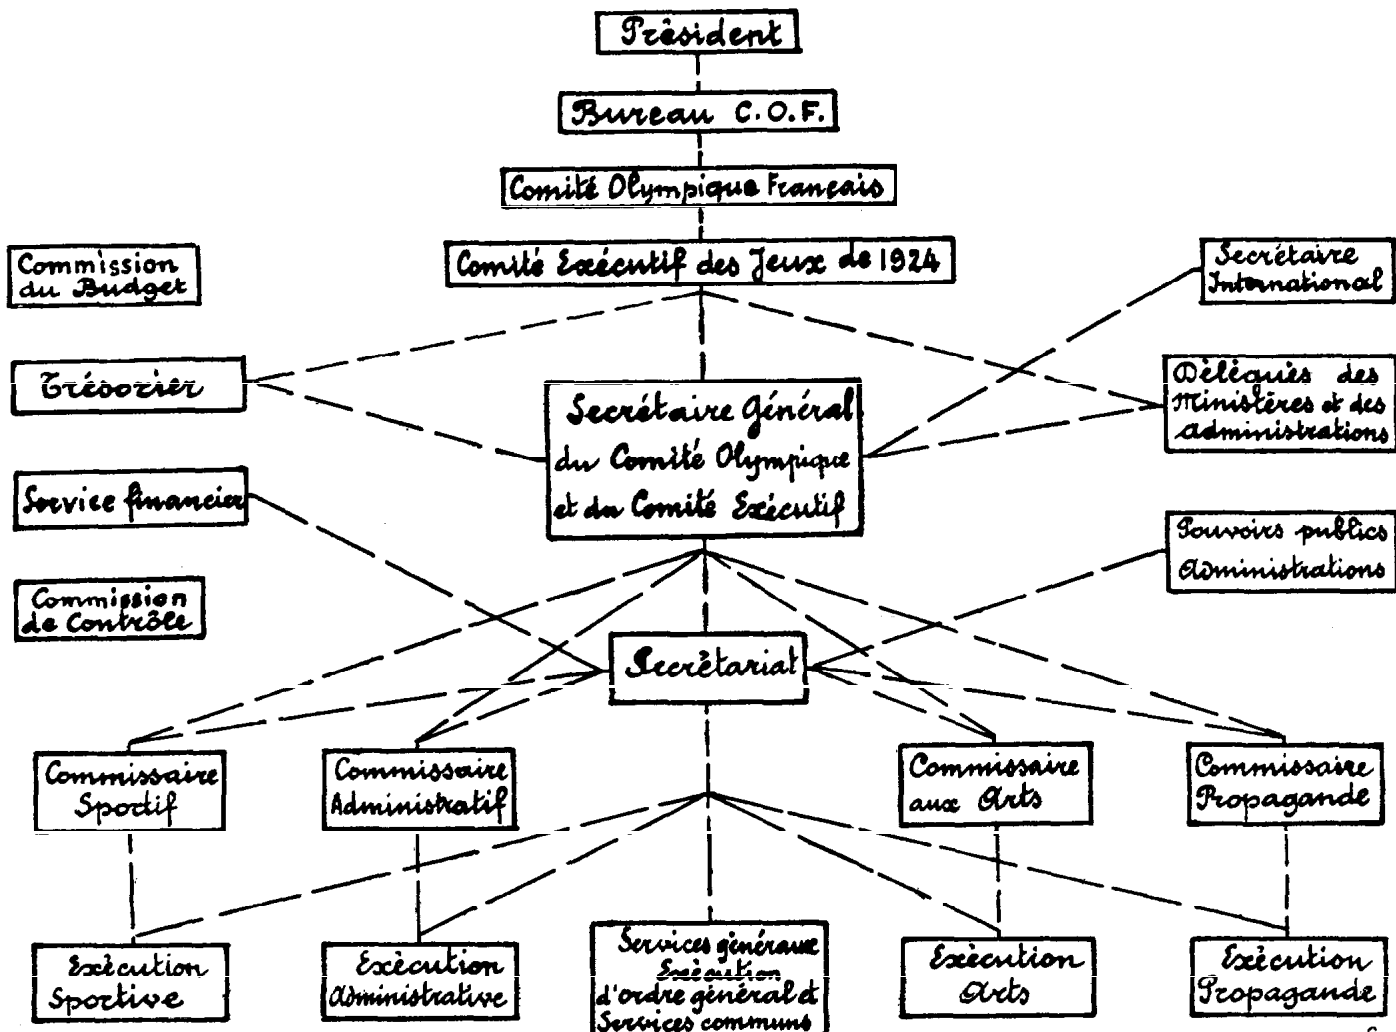 Président
Bureau C.O.F.
Comité Olympique Français
Comité Exécutif des Jeux de 1924
Commission
du Budget
Secrétaire
International
Trésorier
Délégués des
Ministères et des
Administrations
Secrétaire Général
du Comité Olympique
et du Comité Exécutif
Service financier
Pouvoirs publics
Administrations
Commission
de Contrôle
Secrétariat
Commissaire
Sportif
Commissaire
Administratif
Commissaire
aux Arts
Commissaire
Propagande
Exécution
Sportive
Exécution
Administrative
Services généraux
Exécution
d'ordre général et
Services communs
Exécution
Arts
Exécution
Propagande